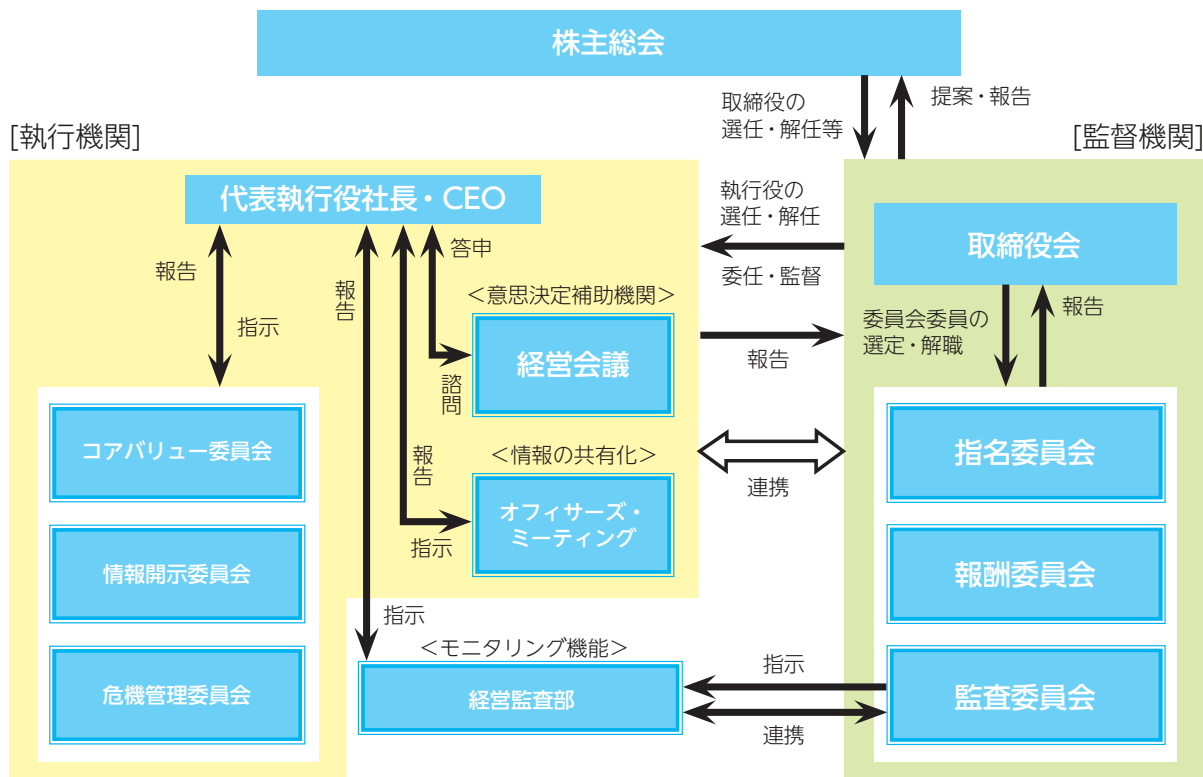 株主総会
取締役の
選任・解任等
提案・報告
[執行機関]
[監督機関]
代表執行役社長・CEO
執行役の
選任・解任
委任・監督
取締役会
報告
指示
報告
答申
<意思決定補助機関>
経営会議
諮問
報告
委員会委員の
選定・解職
報告
コアバリュー委員会
情報開示委員会
危機管理委員会
報告
<情報の共有化>
オフィサーズ・
ミーティング
指示
連携
指名委員会
報酬委員会
監査委員会
指示
<モニタリング機能>
経営監査部
指示
連携